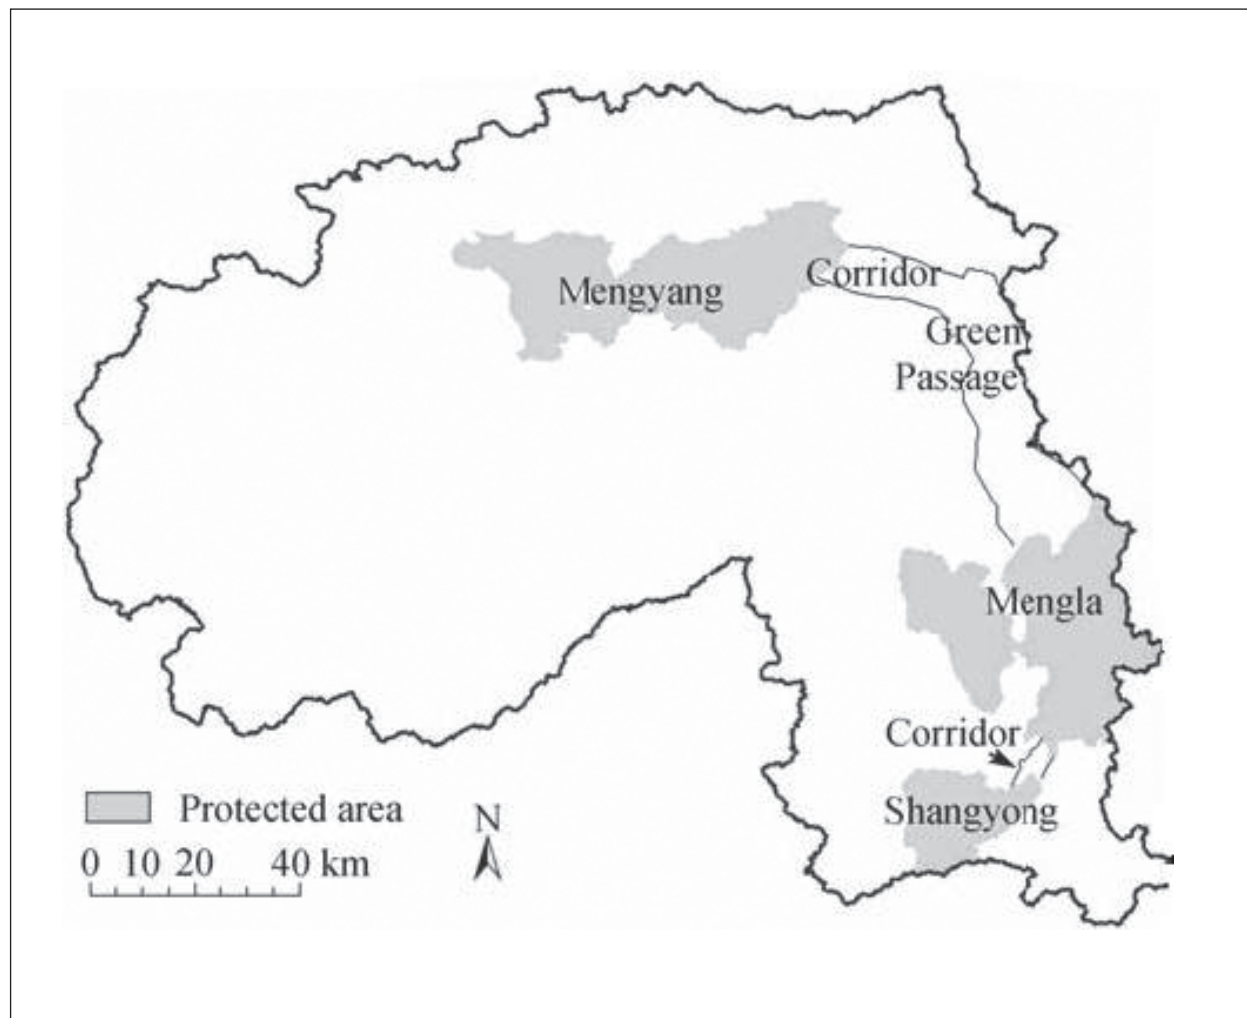 Mengyang
Corridor
Green
Passage
Mengla
Corridor
Shangyong
Protected area
N
0 10 20 40 km